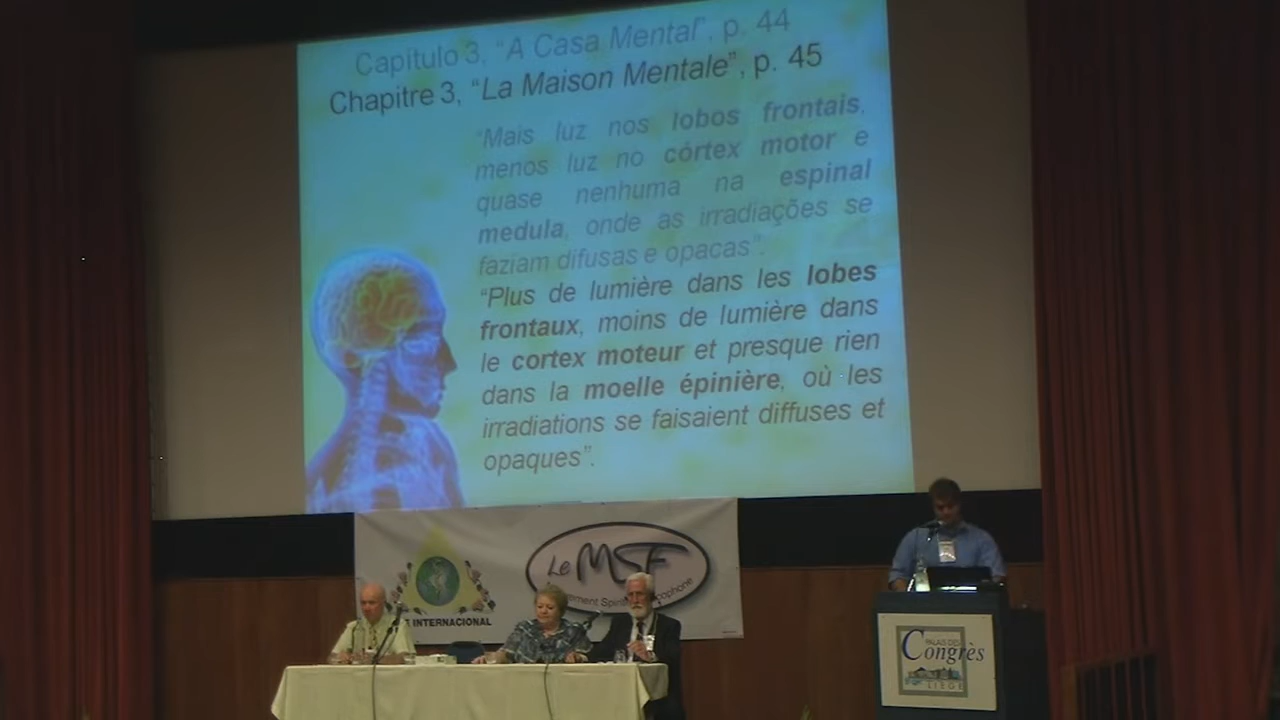 Capítulo 3, “A Casa Mental”, p. 44
Chapitre 3, “La Maison Mentale”, p. 45
“Mais luz nos lobos frontais,
menos luz no córtex motor e
quase nenhuma na espinal
medula, onde as irradiações se
faziam difusas e opacas”.
“Plus de lumière dans les lobes
frontaux, moins de lumière dans
le cortex moteur et presque rien
dans la moelle épinière, où les
irradiations se faisaient diffuses et
opaques”.
INTERNACIONAL
Le MSF
PALAIS DES
Congrès
LIEGE